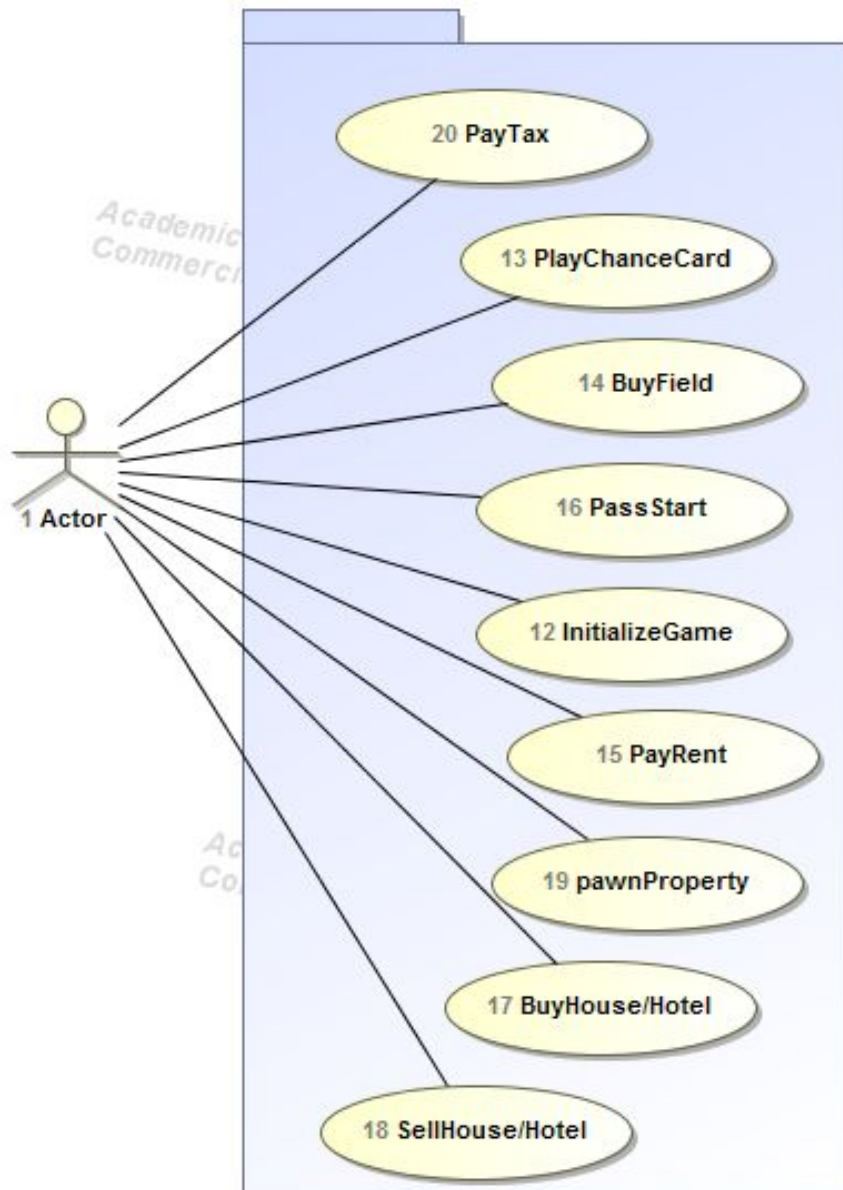 20 PayTax
Academic
Commerci
13 PlayChanceCard
14 BuyField
1 Actor
16 PassStart
12 InitializeGame
15 PayRent
19 pawnProperty
17 BuyHouse/Hotel
18 SellHouse/Hotel